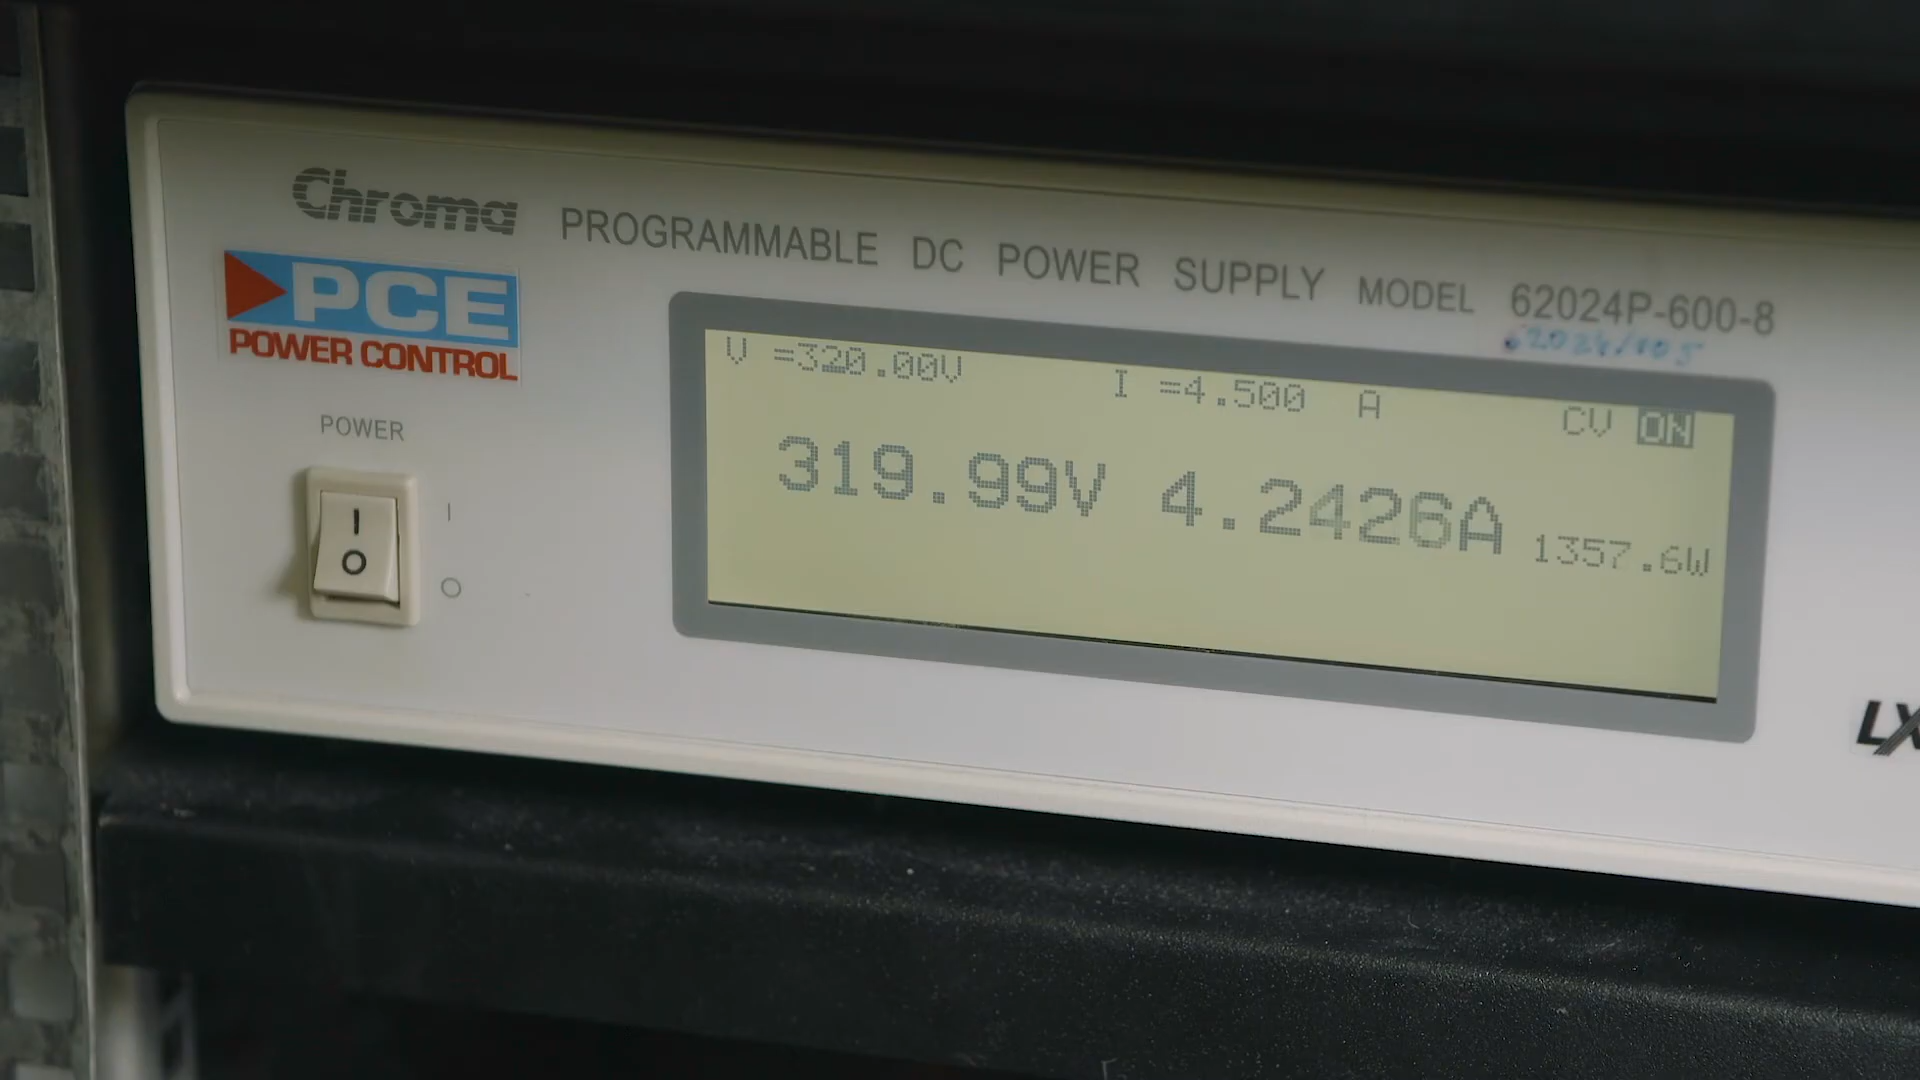 Chroma PROGRAMMABLE DC POWER SUPPLY MODEL 62024P-600-8
PCE
POWER CONTROL
V =320.00V I =4.500 A CV ON
319.99V 4.2426A 1357.6W
POWER
I
O
I
O
LX